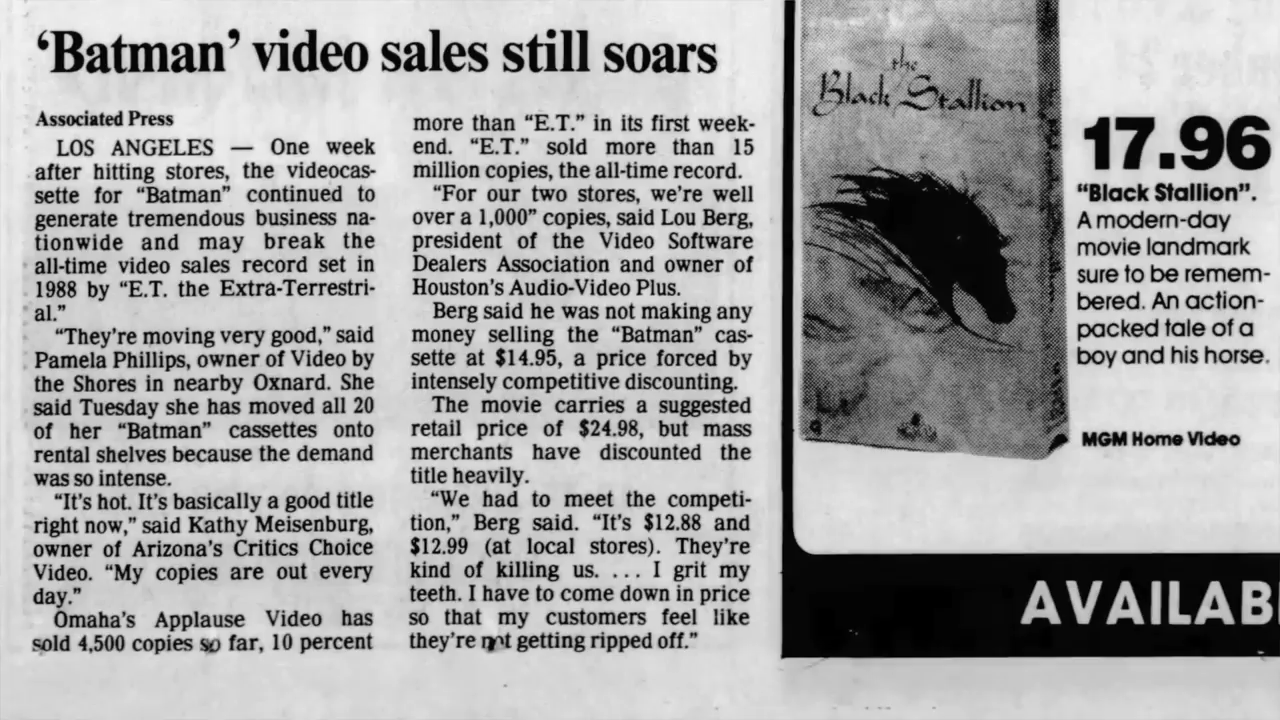 ‘Batman’ video sales still soars
Associated Press
LOS ANGELES — One week
after hitting stores, the videocas-
sette for “Batman” continued to
generate tremendous business na-
tionwide and may break the
all-time video sales record set in
1988 by “E.T. the Extra-Terrestri-
al.”
“They’re moving very good,” said
Pamela Phillips, owner of Video by
the Shores in nearby Oxnard. She
said Tuesday she has moved all 20
of her “Batman” cassettes onto
rental shelves because the demand
was so intense.
“It’s hot. It’s basically a good title
right now,” said Kathy Meisenburg,
owner of Arizona’s Critics Choice
Video. “My copies are out every
day.”
Omaha’s Applause Video has
sold 4,500 copies so far, 10 percent
more than “E.T.” in its first week-
end. “E.T.” sold more than 15
million copies, the all-time record.
“For our two stores, we’re well
over a 1,000” copies, said Lou Berg,
president of the Video Software
Dealers Association and owner of
Houston’s Audio-Video Plus.
Berg said he was not making any
money selling the “Batman” cas-
sette at $14.95, a price forced by
intensely competitive discounting.
The movie carries a suggested
retail price of $24.98, but mass
merchants have discounted the
title heavily.
“We had to meet the competi-
tion,” Berg said. “It’s $12.88 and
$12.99 (at local stores). They’re
kind of killing us. ... I grit my
teeth. I have to come down in price
so that my customers feel like
they’re not getting ripped off.”
the
Black Stallion
17.96
“Black Stallion”.
A modern-day
movie landmark
sure to be remem-
bered. An action-
packed tale of a
boy and his horse.
MGM Home Video
AVAILAB